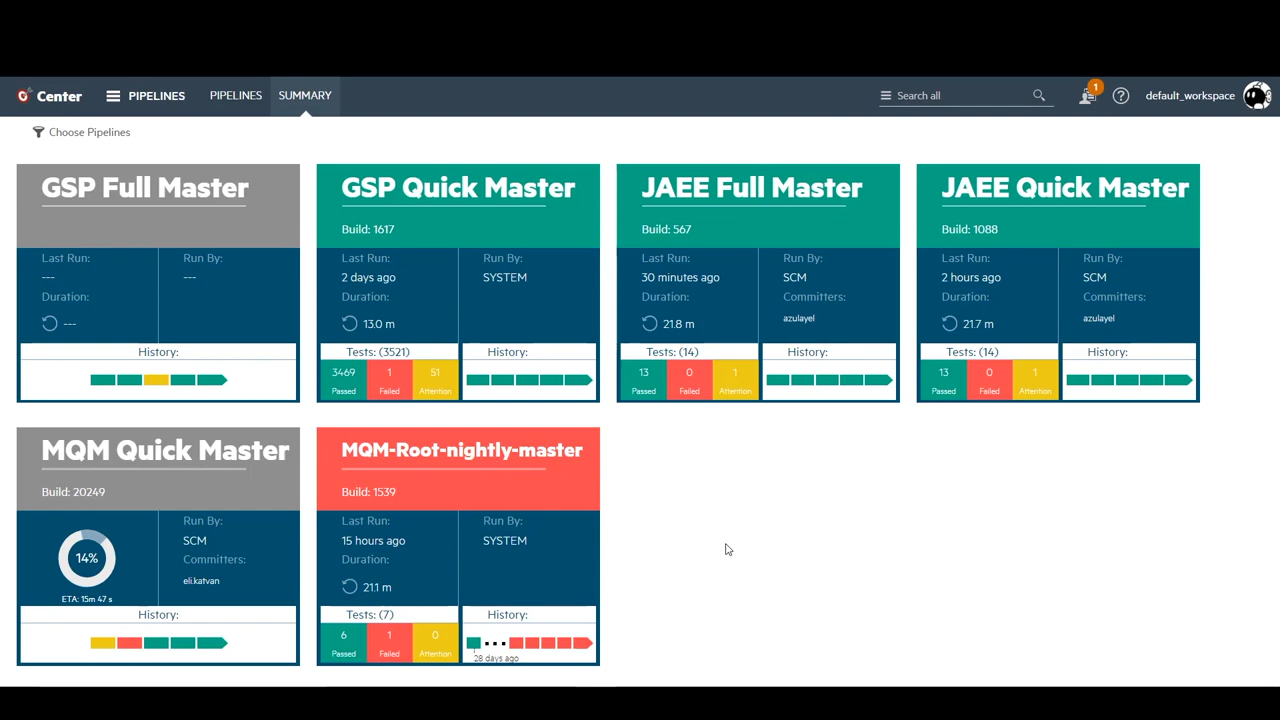 Center PIPELINES PIPELINES SUMMARY Search all 1 default_workspace
Choose Pipelines
GSP Full Master
Last Run: Run By:
--- ---
Duration:
---
History:
GSP Quick Master
Build: 1617
Last Run: Run By:
2 days ago SYSTEM
Duration:
13.0 m
Tests: (3521) History:
3469 1 51
Passed Failed Attention
JAEE Full Master
Build: 567
Last Run: Run By:
30 minutes ago SCM
Duration: Committers:
azulayel
21.8 m
Tests: (14) History:
13 0 1
Passed Failed Attention
JAEE Quick Master
Build: 1088
Last Run: Run By:
2 hours ago SCM
Duration: Committers:
azulayel
21.7 m
Tests: (14) History:
13 0 1
Passed Failed Attention
MQM Quick Master
Build: 20249
Run By:
SCM
14% Committers:
eli.katvan
ETA: 15m 47 s
History:
MQM-Root-nightly-master
Build: 1539
Last Run: Run By:
15 hours ago SYSTEM
Duration:
21.1 m
Tests: (7) History:
6 1 0
Passed Failed Attention
28 days ago